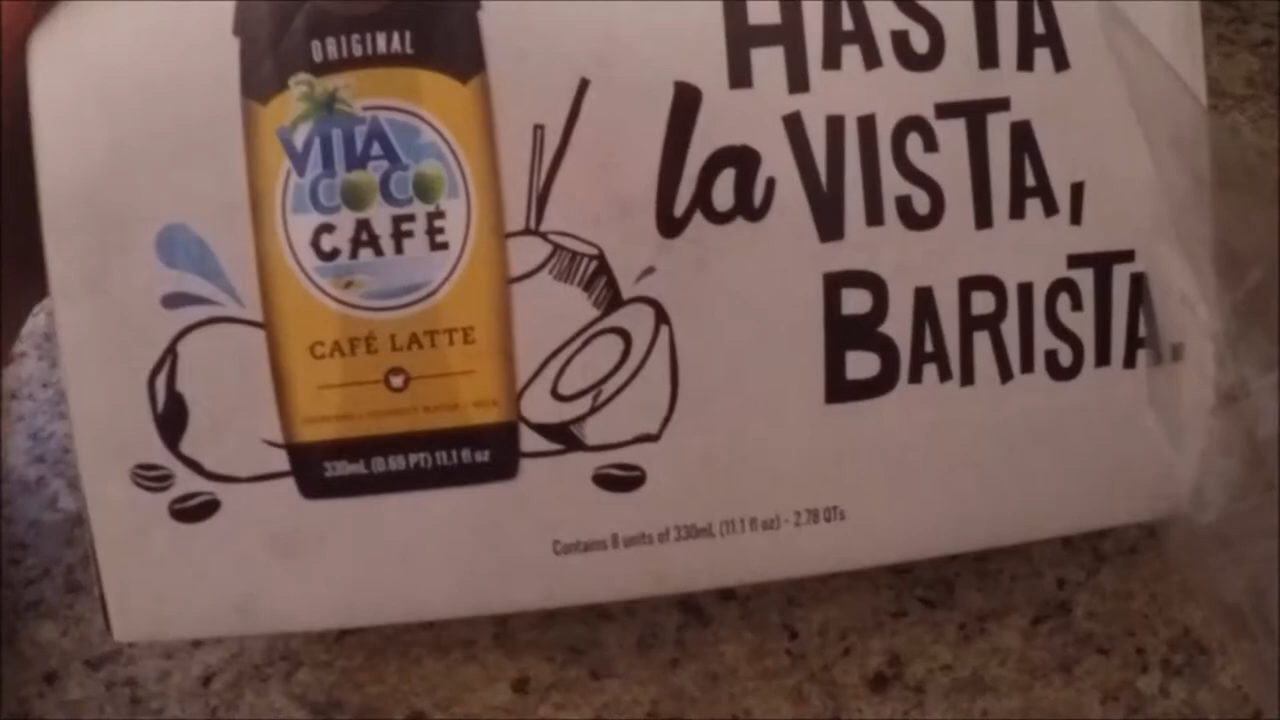 ORIGINAL
VITA
COCO
CAFÉ
CAFÉ LATTE
330mL (0.69 PT) 11.1 fl oz
HASTA
la VISTA,
BARISTA.
Contains 8 units of 330mL (11.1 fl oz) - 2.78 QTs